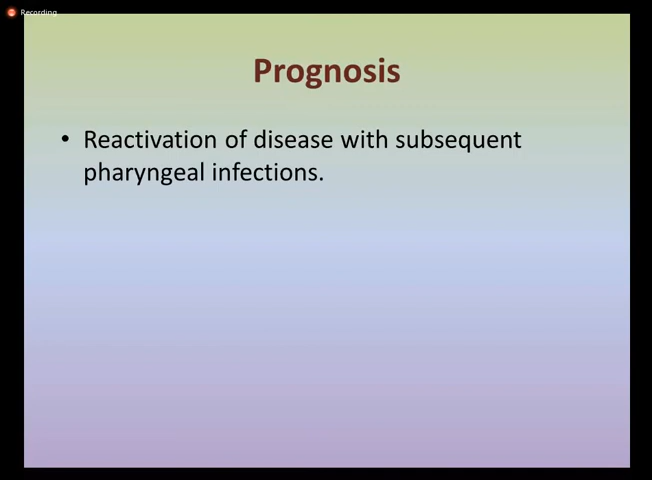 Recording
Prognosis
• Reactivation of disease with subsequent
pharyngeal infections.